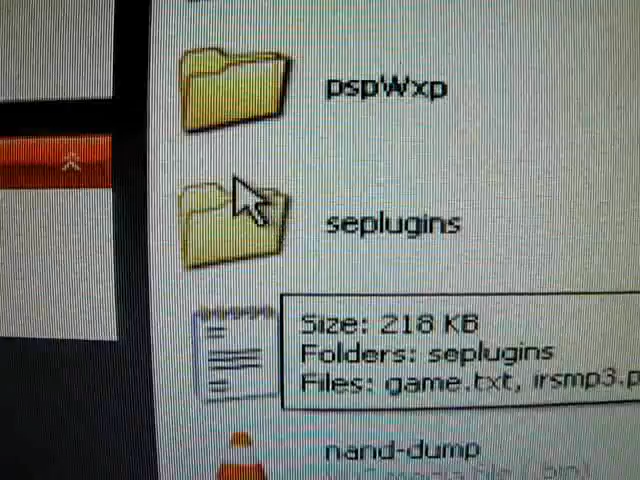 pspWxp
seplugins
Size: 218 KB
Folders: seplugins
Files: game.txt, irsmp3.p
nand-dump